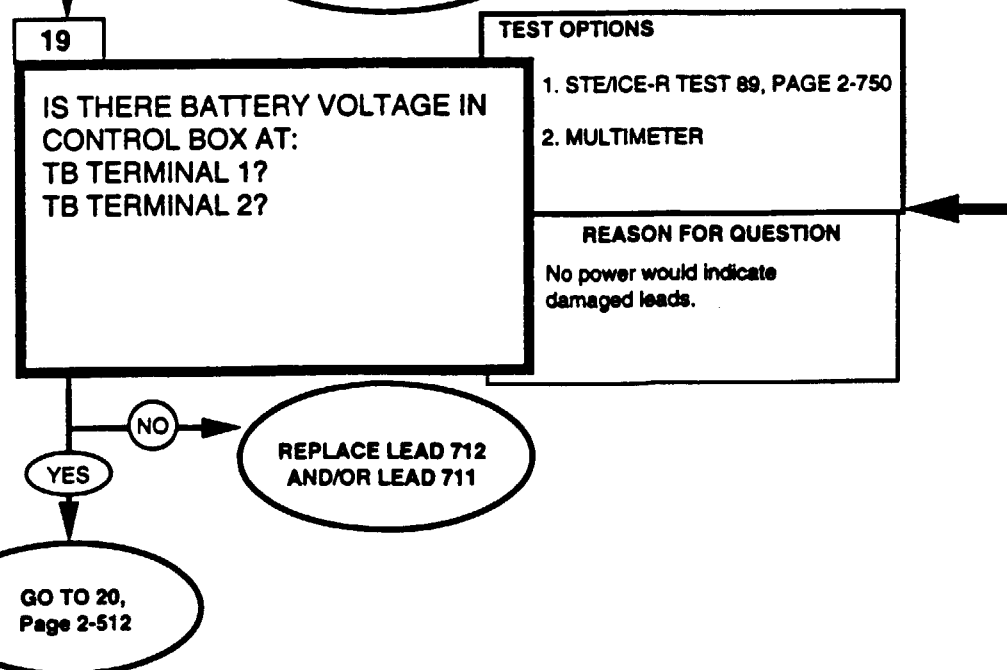 19
IS THERE BATTERY VOLTAGE IN
CONTROL BOX AT:
TB TERMINAL 1?
TB TERMINAL 2?
TEST OPTIONS
1. STE/ICE-R TEST 89, PAGE 2-750
2. MULTIMETER
REASON FOR QUESTION
No power would indicate
damaged leads.
NO
REPLACE LEAD 712
AND/OR LEAD 711
YES
GO TO 20,
Page 2-512